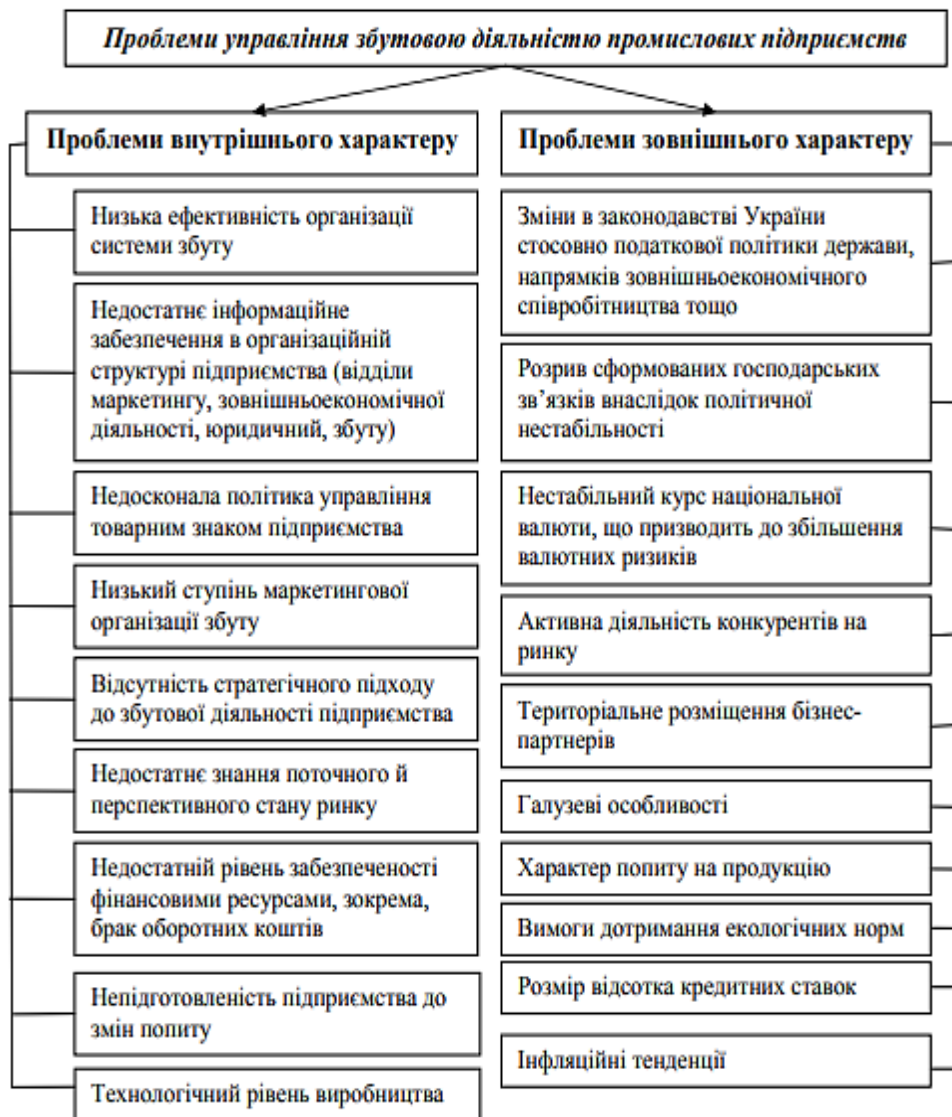 Проблеми управління збутовою діяльністю промислових підприємств
Проблеми внутрішнього характеру
Низька ефективність організації
системи збуту
Недостатнє інформаційне
забезпечення в організаційній
структурі підприємства (відділи
маркетингу, зовнішньоекономічної
діяльності, юридичний, збуту)
Недосконала політика управління
товарним знаком підприємства
Низький ступінь маркетингової
організації збуту
Відсутність стратегічного підходу
до збутової діяльності підприємства
Недостатнє знання поточного й
перспективного стану ринку
Недостатній рівень забезпеченості
фінансовими ресурсами, зокрема,
брак оборотних коштів
Непідготовленість підприємства до
змін попиту
Технологічний рівень виробництва
Проблеми зовнішнього характеру
Зміни в законодавстві України
стосовно податкової політики держави,
напрямків зовнішньоекономічного
співробітництва тощо
Розрив сформованих господарських
зв’язків внаслідок політичної
нестабільності
Нестабільний курс національної
валюти, що призводить до збільшення
валютних ризиків
Активна діяльність конкурентів на
ринку
Територіальне розміщення бізнес-
партнерів
Галузеві особливості
Характер попиту на продукцію
Вимоги дотримання екологічних норм
Розмір відсотка кредитних ставок
Інфляційні тенденції